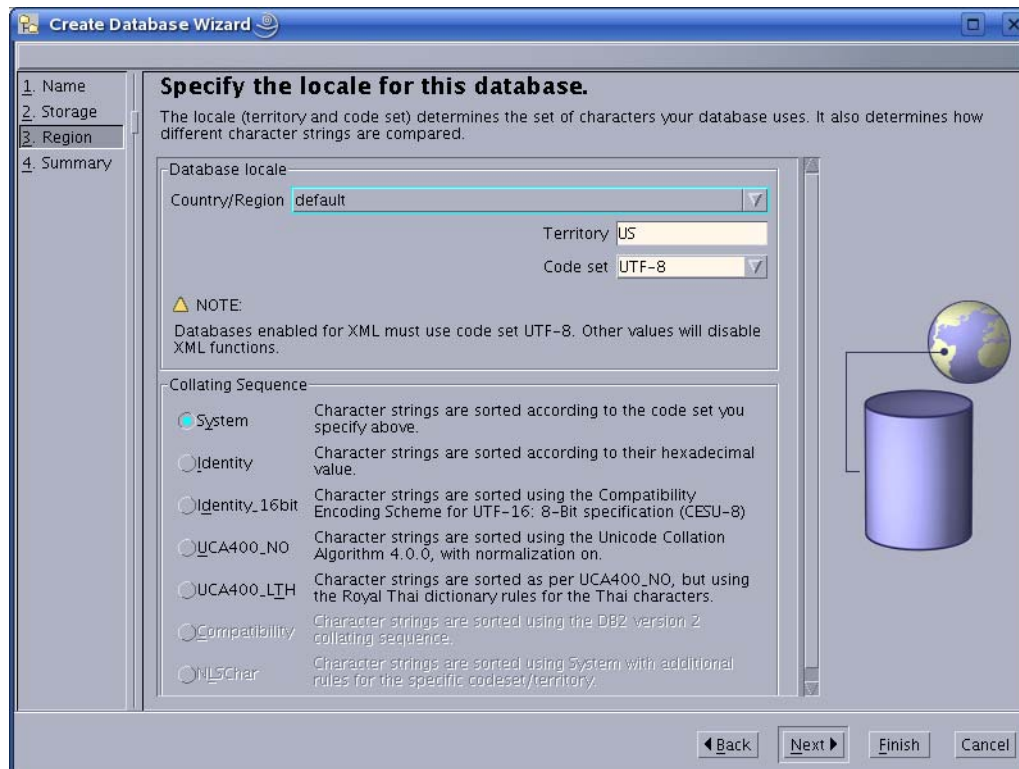 Create Database Wizard
1. Name
2. Storage
3. Region
4. Summary
Specify the locale for this database.
The locale (territory and code set) determines the set of characters your database uses. It also determines how
different character strings are compared.
Database locale
Country/Region default
Territory US
Code set UTF-8
NOTE:
Databases enabled for XML must use code set UTF-8. Other values will disable
XML functions.
Collating Sequence
System Character strings are sorted according to the code set you
specify above.
Identity Character strings are sorted according to their hexadecimal
value.
Identity_16bit Character strings are sorted using the Compatibility
Encoding Scheme for UTF-16: 8-Bit specification (CESU-8)
UCA400_NO Character strings are sorted using the Unicode Collation
Algorithm 4.0.0, with normalization on.
UCA400_LTH Character strings are sorted as per UCA400_NO, but using
the Royal Thai dictionary rules for the Thai characters.
Compatibility Character strings are sorted using the DB2 version 2
collating sequence.
NLSChar Character strings are sorted using System with additional
rules for the specific codeset/territory.
Back Next Finish Cancel